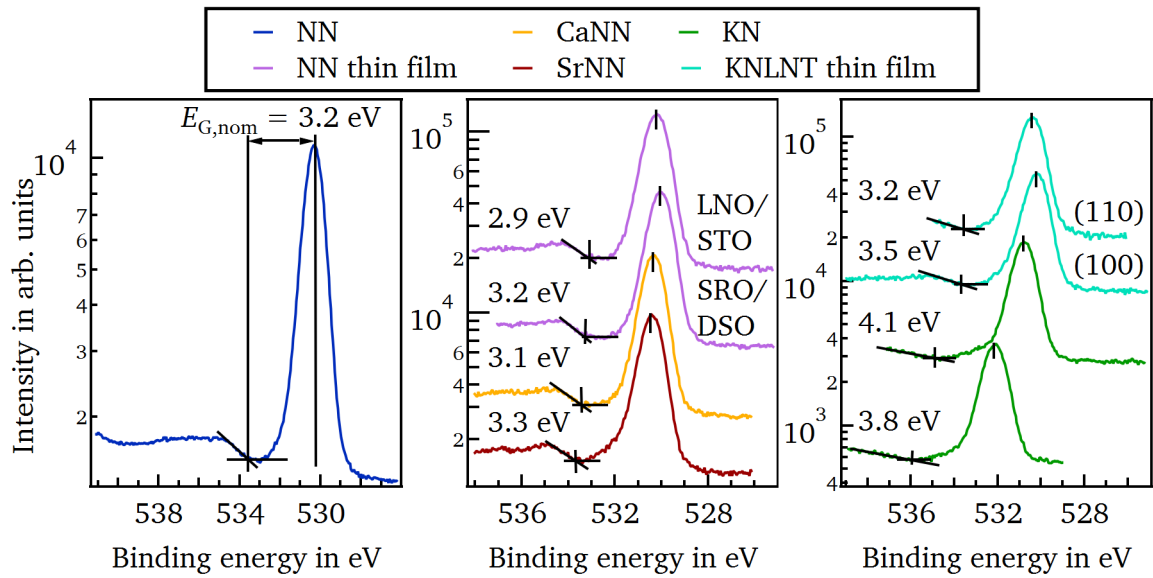 NN CaNN KN
NN thin film SrNN KNLNT thin film
Intensity in arb. units
E_G,nom = 3.2 eV
10^4
7
6
5
4
3
2
538 534 530
Binding energy in eV
10^5
4
2
10^4
6
4
2
2.9 eV
LNO/
STO
3.2 eV
SRO/
DSO
3.1 eV
3.3 eV
536 532 528
Binding energy in eV
10^5
4
2
10^4
4
2
10^3
6
4
3.2 eV
(110)
3.5 eV
(100)
4.1 eV
3.8 eV
536 532 528
Binding energy in eV